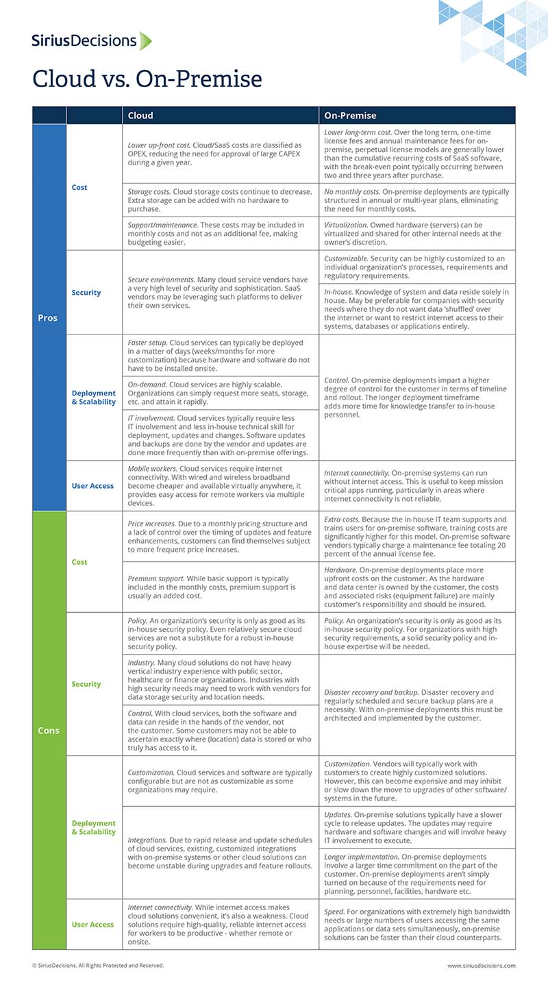 SiriusDecisions
Cloud vs. On-Premise
Cloud
On-Premise
Pros
Cost
Lower up-front cost. Cloud/SaaS costs are classified as
OPEX, reducing the need for approval of large CAPEX
during a given year.
Lower long-term cost. Over the long term, one-time
license fees and annual maintenance fees for on-
premise, perpetual license models are generally lower
than the cumulative recurring costs of SaaS software,
with the break-even point typically occurring between
two and three years after purchase.
Storage costs. Cloud storage costs continue to decrease.
Extra storage can be added with no hardware to
purchase.
No monthly costs. On-premise deployments are typically
structured in annual or multi-year plans, eliminating
the need for monthly costs.
Support/maintenance. These costs may be included in
monthly costs and not as an additional fee, making
budgeting easier.
Virtualization. Owned hardware (servers) can be
virtualized and shared for other internal needs at the
owner's discretion.
Security
Secure environments. Many cloud service vendors have
a very high level of security and sophistication. SaaS
vendors may be leveraging such platforms to deliver
their own services.
Customizable. Security can be highly customized to an
individual organization's processes, requirements and
regulatory requirements.
In-house. Knowledge of system and data reside solely in
house. May be preferable for companies with security
needs where they do not want data 'shuffled' over
the internet or want to restrict internet access to their
systems, databases or applications entirely.
Deployment
& Scalability
Faster setup. Cloud services can typically be deployed
in a matter of days (weeks/months for more
customization) because hardware and software do not
have to be installed onsite.
On-demand. Cloud services are highly scalable.
Organizations can simply request more seats, storage,
etc. and attain it rapidly.
IT involvement. Cloud services typically require less
IT involvement and less in-house technical skill for
deployment, updates and changes. Software updates
and backups are done by the vendor and updates are
done more frequently than with on-premise offerings.
Control. On-premise deployments impart a higher
degree of control for the customer in terms of timeline
and rollout. The longer deployment timeframe
adds more time for knowledge transfer to in-house
personnel.
User Access
Mobile workers. Cloud services require internet
connectivity. With wired and wireless broadband
become cheaper and available virtually anywhere, it
provides easy access for remote workers via multiple
devices.
Internet connectivity. On-premise systems can run
without internet access. This is useful to keep mission
critical apps running, particularly in areas where
internet connectivity is not reliable.
Cons
Cost
Price increases. Due to a monthly pricing structure and
a lack of control over the timing of updates and feature
enhancements, customers can find themselves subject
to more frequent price increases.
Extra costs. Because the in-house IT team supports and
trains users for on-premise software, training costs are
significantly higher for this model. On-premise software
vendors typically charge a maintenance fee totaling 20
percent of the annual license fee.
Premium support. While basic support is typically
included in the monthly costs, premium support is
usually an added cost.
Hardware. On-premise deployments place more
upfront costs on the customer. As the hardware
and data center is owned by the customer, the costs
and associated risks (equipment failure) are mainly
customer's responsibility and should be insured.
Security
Policy. An organization's security is only as good as its
in-house security policy. Even relatively secure cloud
services are not a substitute for a robust in-house
security policy.
Policy. An organization's security is only as good as its
in-house security policy. For organizations with high
security requirements, a solid security policy and in-
house expertise will be needed.
Industry. Many cloud solutions do not have heavy
vertical industry experience with public sector,
healthcare or finance organizations. Industries with
high security needs may need to work with vendors for
data storage security and location needs.
Control. With cloud services, both the software and
data can reside in the hands of the vendor, not
the customer. Some customers may not be able to
ascertain exactly where (location) data is stored or who
truly has access to it.
Disaster recovery and backup. Disaster recovery and
regularly scheduled and secure backup plans are a
necessity. With on-premise deployments this must be
architected and implemented by the customer.
Deployment
& Scalability
Customization. Cloud services and software are typically
configurable but are not as customizable as some
organizations may require.
Customization. Vendors will typically work with
customers to create highly customized solutions.
However, this can become expensive and may inhibit
or slow down the move to upgrades of other software/
systems in the future.
Integrations. Due to rapid release and update schedules
of cloud services, existing, customized integrations
with on-premise systems or other cloud solutions can
become unstable during upgrades and feature rollouts.
Updates. On-premise solutions typically have a slower
cycle to release updates. The updates may require
hardware and software changes and will involve heavy
IT involvement to execute.
Longer implementation. On-premise deployments
involve a larger time commitment on the part of the
customer. On-premise deployments aren't simply
turned on because of the requirements need for
planning, personnel, facilities, hardware etc.
User Access
Internet connectivity. While internet access makes
cloud solutions convenient, it's also a weakness. Cloud
solutions require high-quality, reliable internet access
for workers to be productive - whether remote or
onsite.
Speed. For organizations with extremely high bandwidth
needs or large numbers of users accessing the same
applications or data sets simultaneously, on-premise
solutions can be faster than their cloud counterparts.
© SiriusDecisions. All Rights Protected and Reserved.
www.siriusdecisions.com